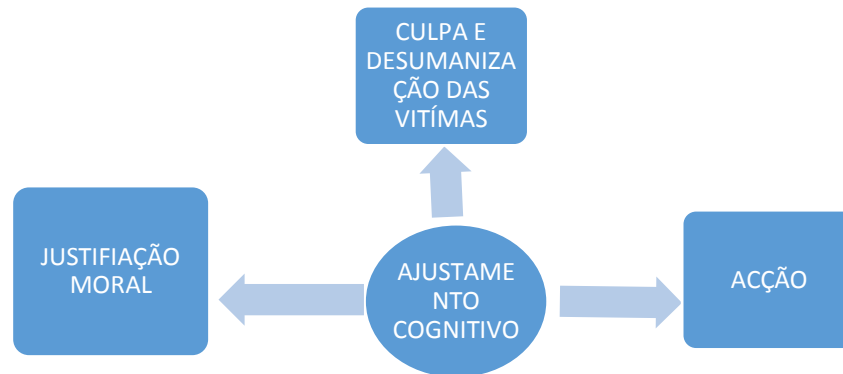 CULPA E
DESUMANIZA
ÇÃO DAS
VITÍMAS
JUSTIFIAÇÃO
MORAL
AJUSTAME
NTO
COGNITIVO
ACÇÃO